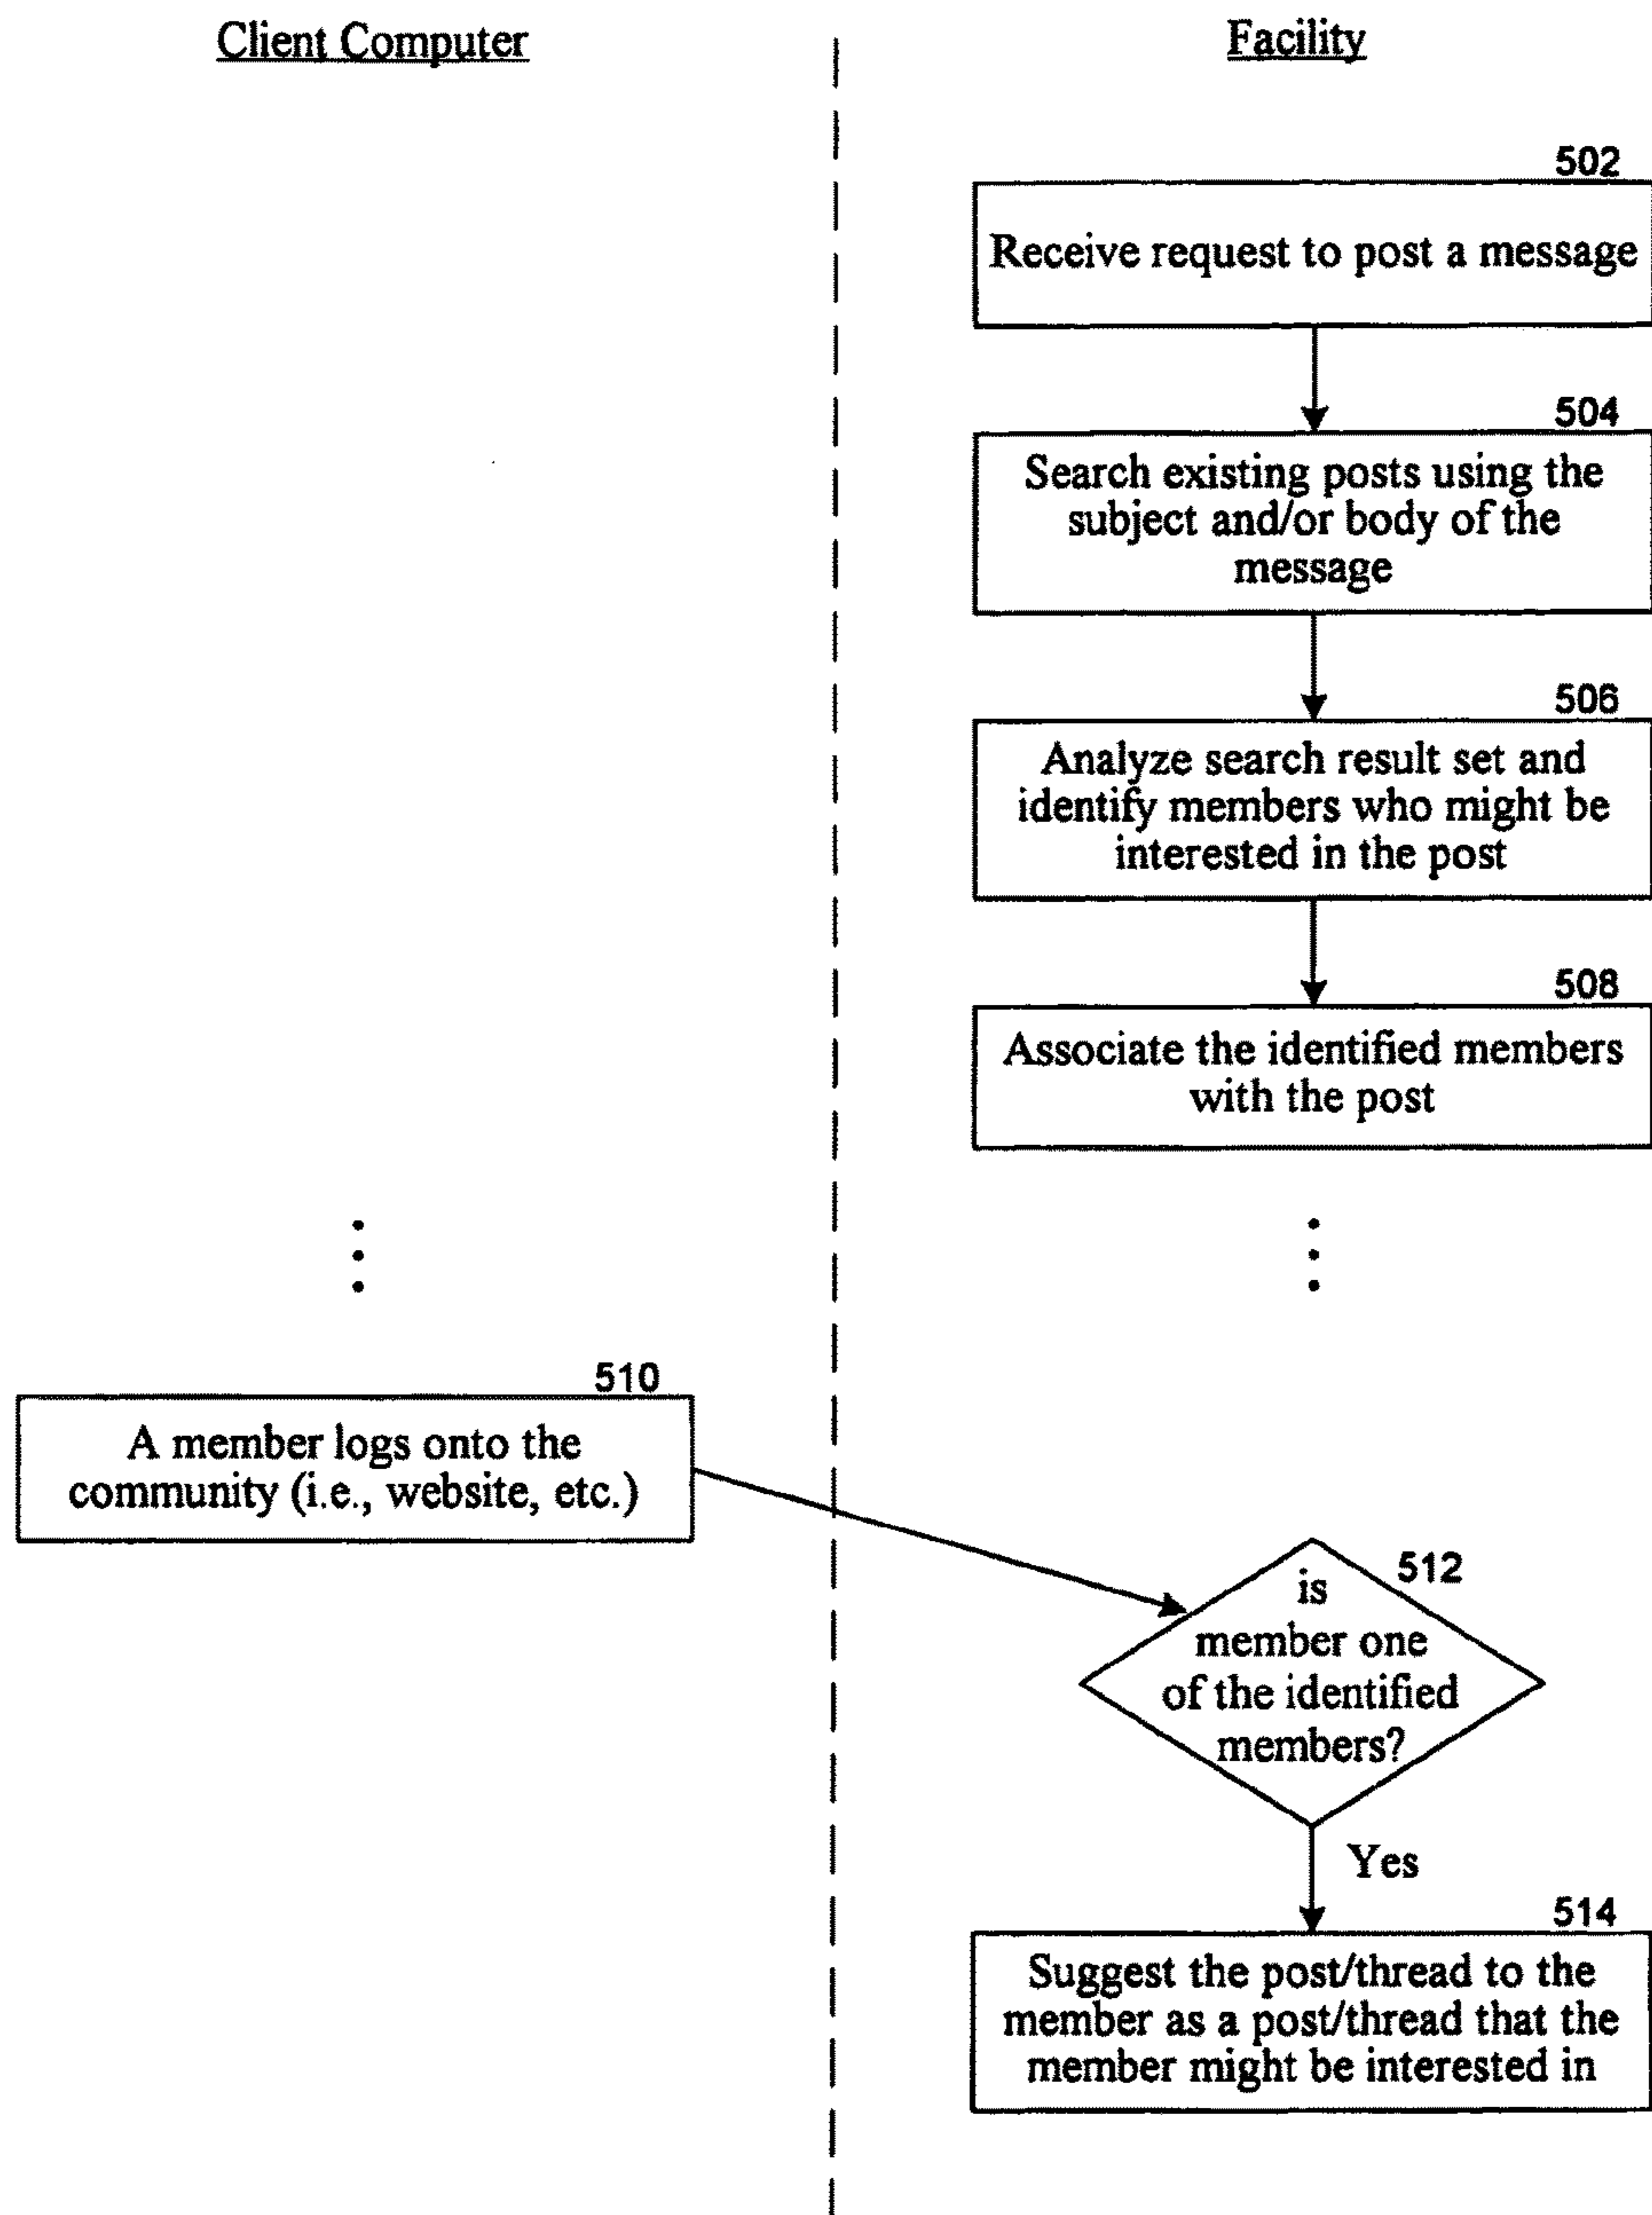 Client Computer
Facility
502
Receive request to post a message
504
Search existing posts using the
subject and/or body of the
message
506
Analyze search result set and
identify members who might be
interested in the post
508
Associate the identified members
with the post
510
A member logs onto the
community (i.e., website, etc.)
512
is
member one
of the identified
members?
Yes
514
Suggest the post/thread to the
member as a post/thread that the
member might be interested in